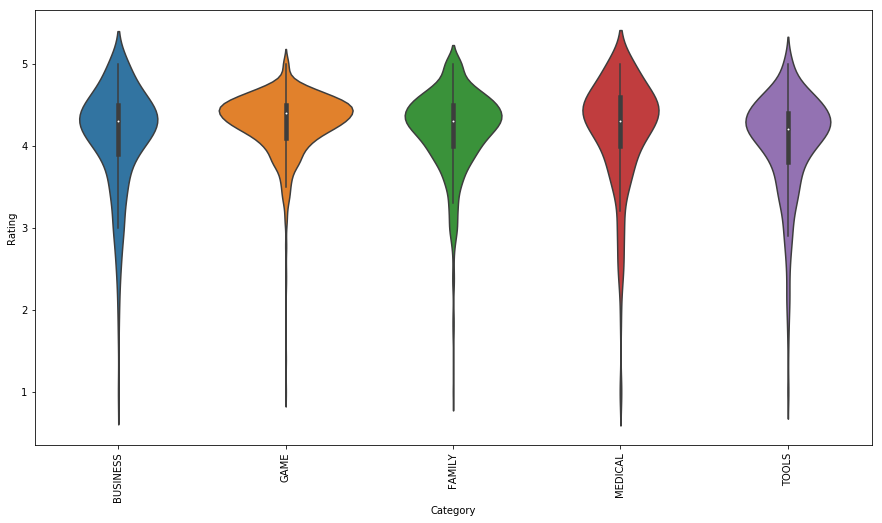 Rating
5
4
3
2
1
BUSINESS
GAME
FAMILY
MEDICAL
TOOLS
Category